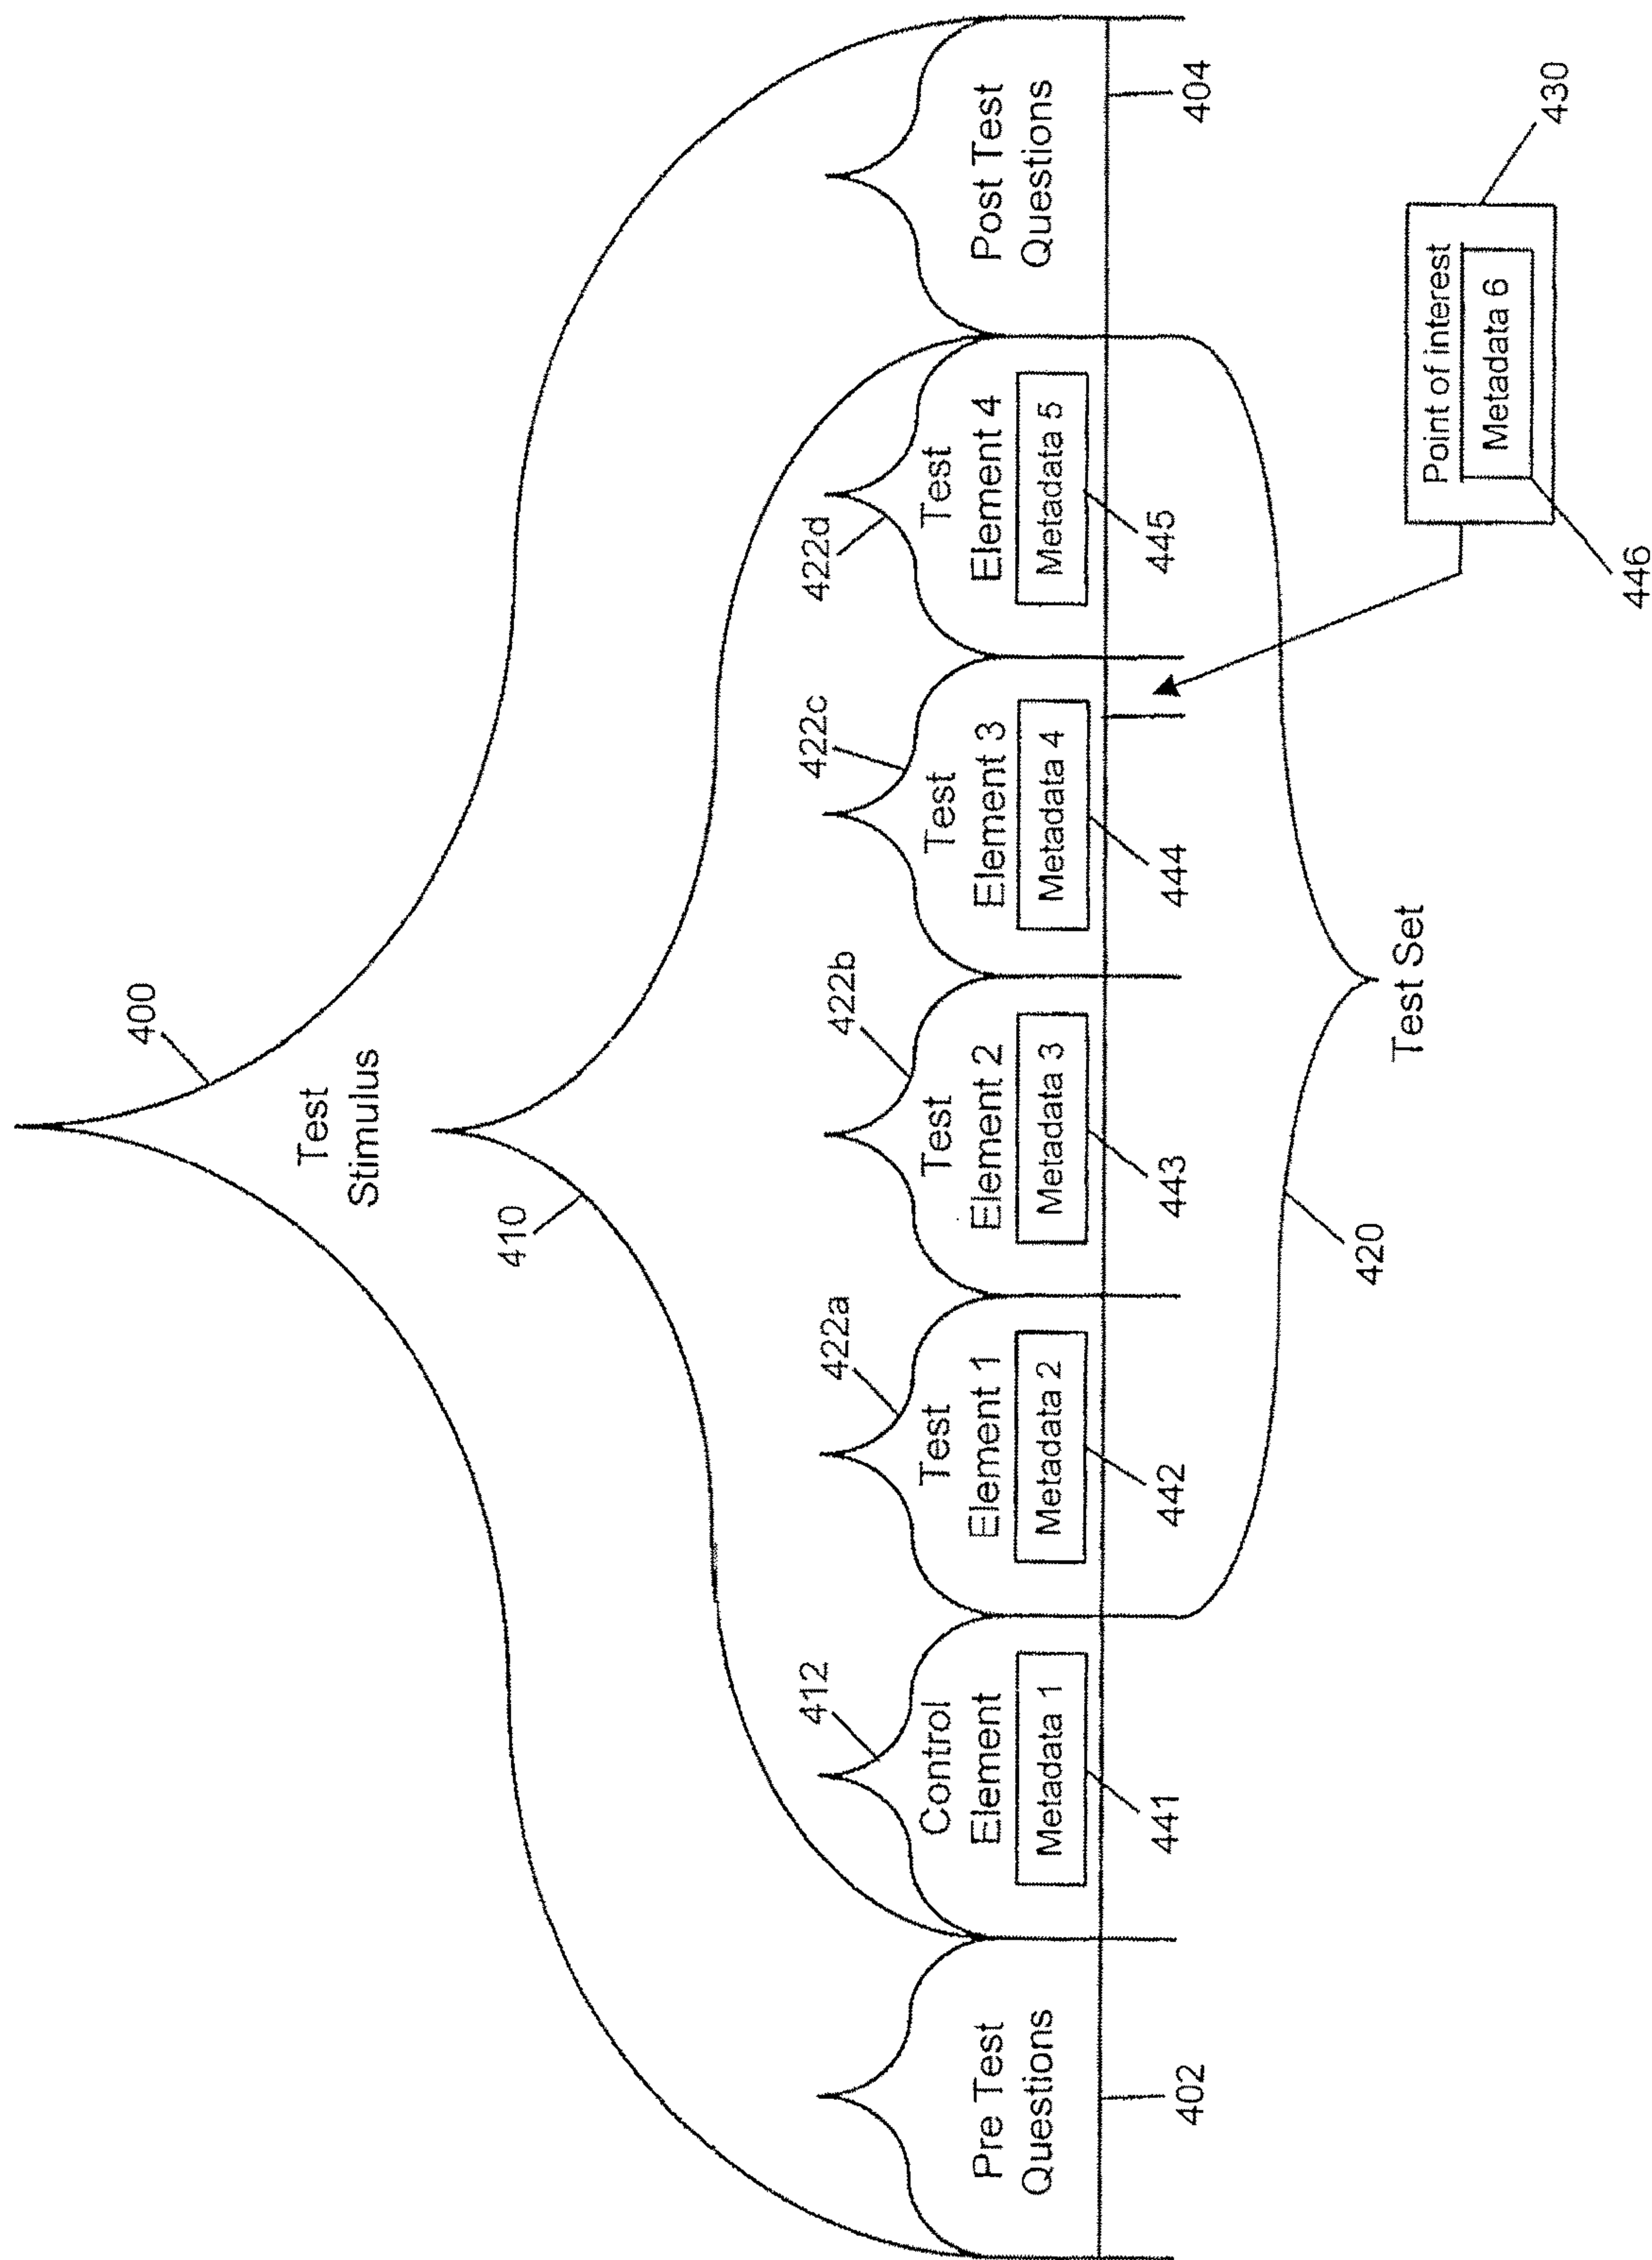 400
Test
Stimulus
410
412
422a
422b
422c
422d
Pre Test
Questions
Control
Element
Metadata 1
Test
Element 1
Metadata 2
Test
Element 2
Metadata 3
Test
Element 3
Metadata 4
Test
Element 4
Metadata 5
Post Test
Questions
402
441
442
443
444
445
404
420
Test Set
Point of interest
Metadata 6
430
446